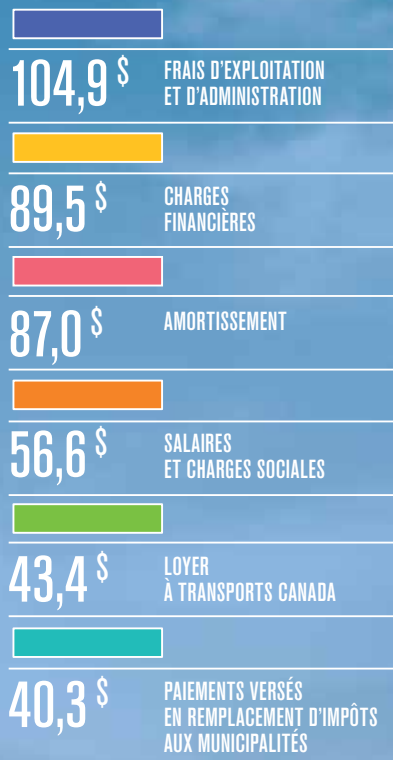 104,9 $ FRAIS D'EXPLOITATION
ET D'ADMINISTRATION
89,5 $ CHARGES
FINANCIÈRES
87,0 $ AMORTISSEMENT
56,6 $ SALAIRES
ET CHARGES SOCIALES
43,4 $ LOYER
À TRANSPORTS CANADA
40,3 $ PAIEMENTS VERSÉS
EN REMPLACEMENT D'IMPÔTS
AUX MUNICIPALITÉS